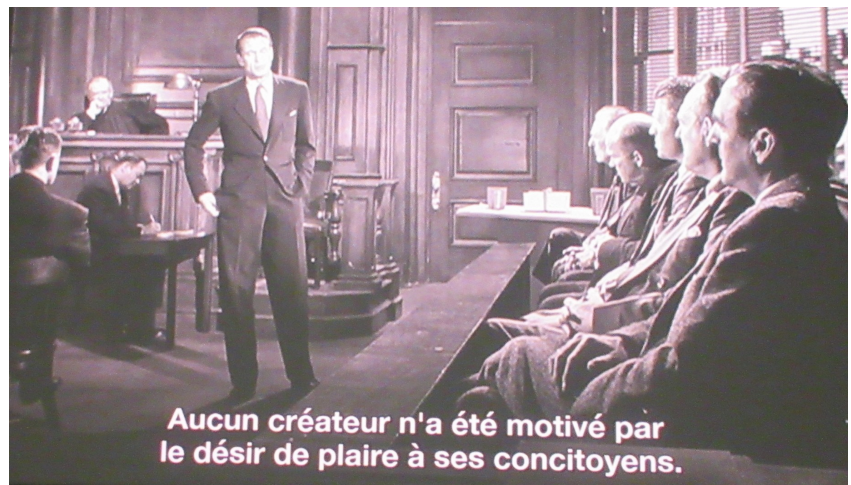 Aucun créateur n'a été motivé par
le désir de plaire à ses concitoyens.